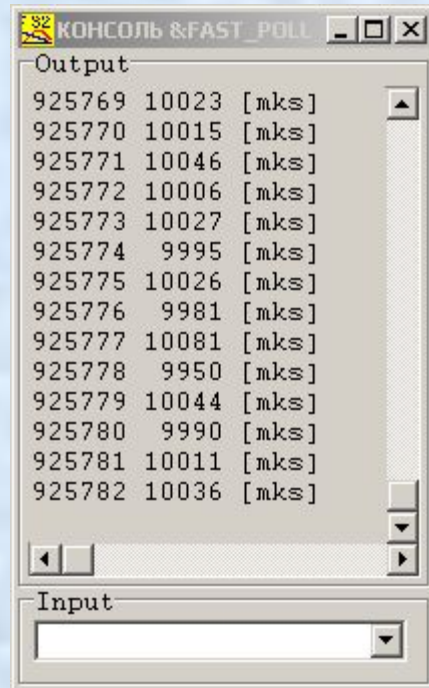 32
КОНСОЛЬ &FAST_POLL
Output
925769 10023 [mks]
925770 10015 [mks]
925771 10046 [mks]
925772 10006 [mks]
925773 10027 [mks]
925774 9995 [mks]
925775 10026 [mks]
925776 9981 [mks]
925777 10081 [mks]
925778 9950 [mks]
925779 10044 [mks]
925780 9990 [mks]
925781 10011 [mks]
925782 10036 [mks]
Input